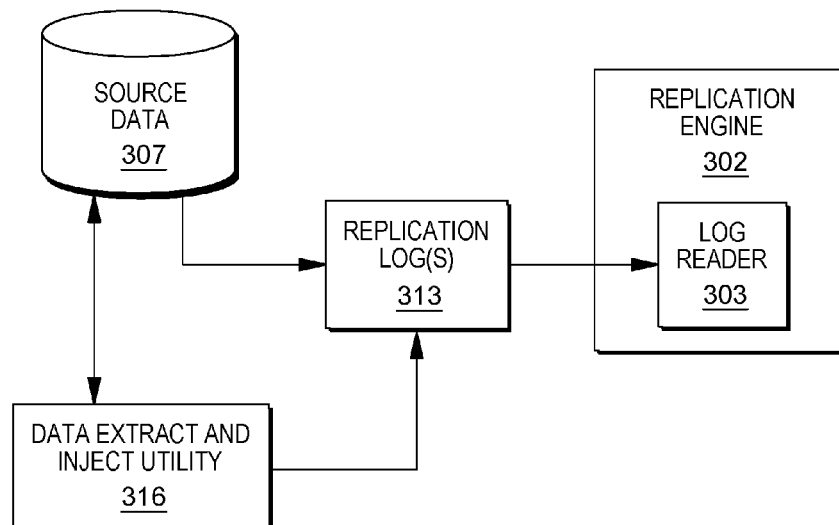 SOURCE
DATA
307
REPLICATION
ENGINE
302
REPLICATION
LOG(S)
313
LOG
READER
303
DATA EXTRACT AND
INJECT UTILITY
316